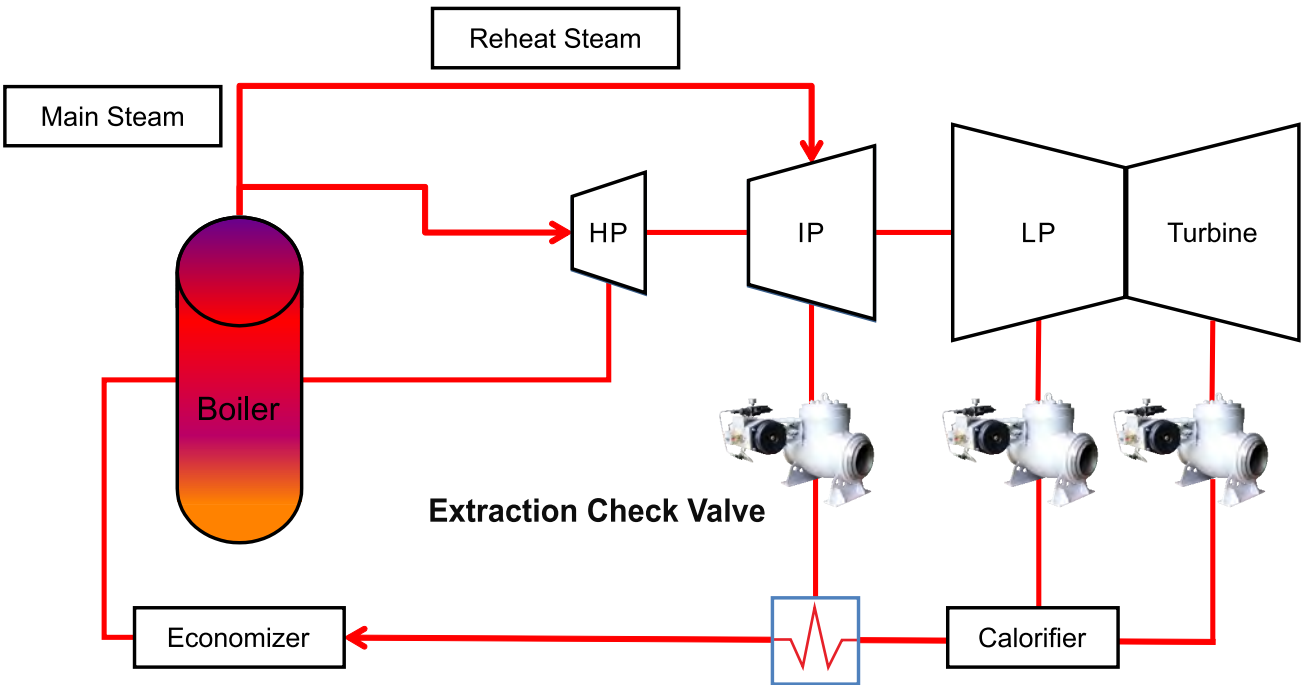 Reheat Steam
Main Steam
HP
IP
LP
Turbine
Boiler
Extraction Check Valve
Economizer
Calorifier